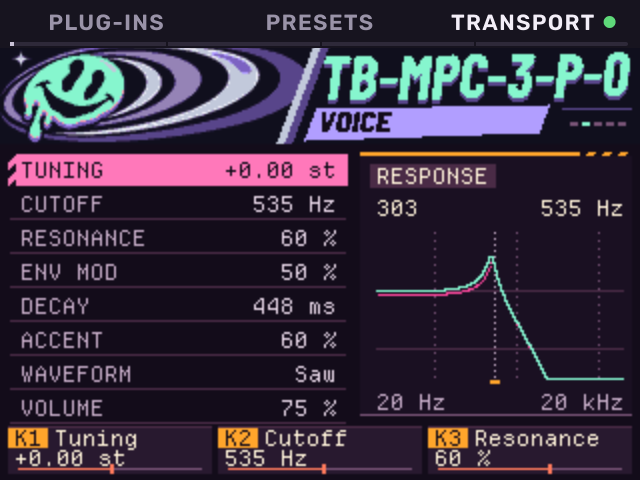 PLUG-INS PRESETS TRANSPORT
TB-MPC-3-P-O
VOICE
TUNING +0.00 st
CUTOFF 535 Hz
RESONANCE 60 %
ENV MOD 50 %
DECAY 448 ms
ACCENT 60 %
WAVEFORM Saw
VOLUME 75 %
RESPONSE
303 535 Hz
20 Hz 20 kHz
K1 Tuning
+0.00 st
K2 Cutoff
535 Hz
K3 Resonance
60 %